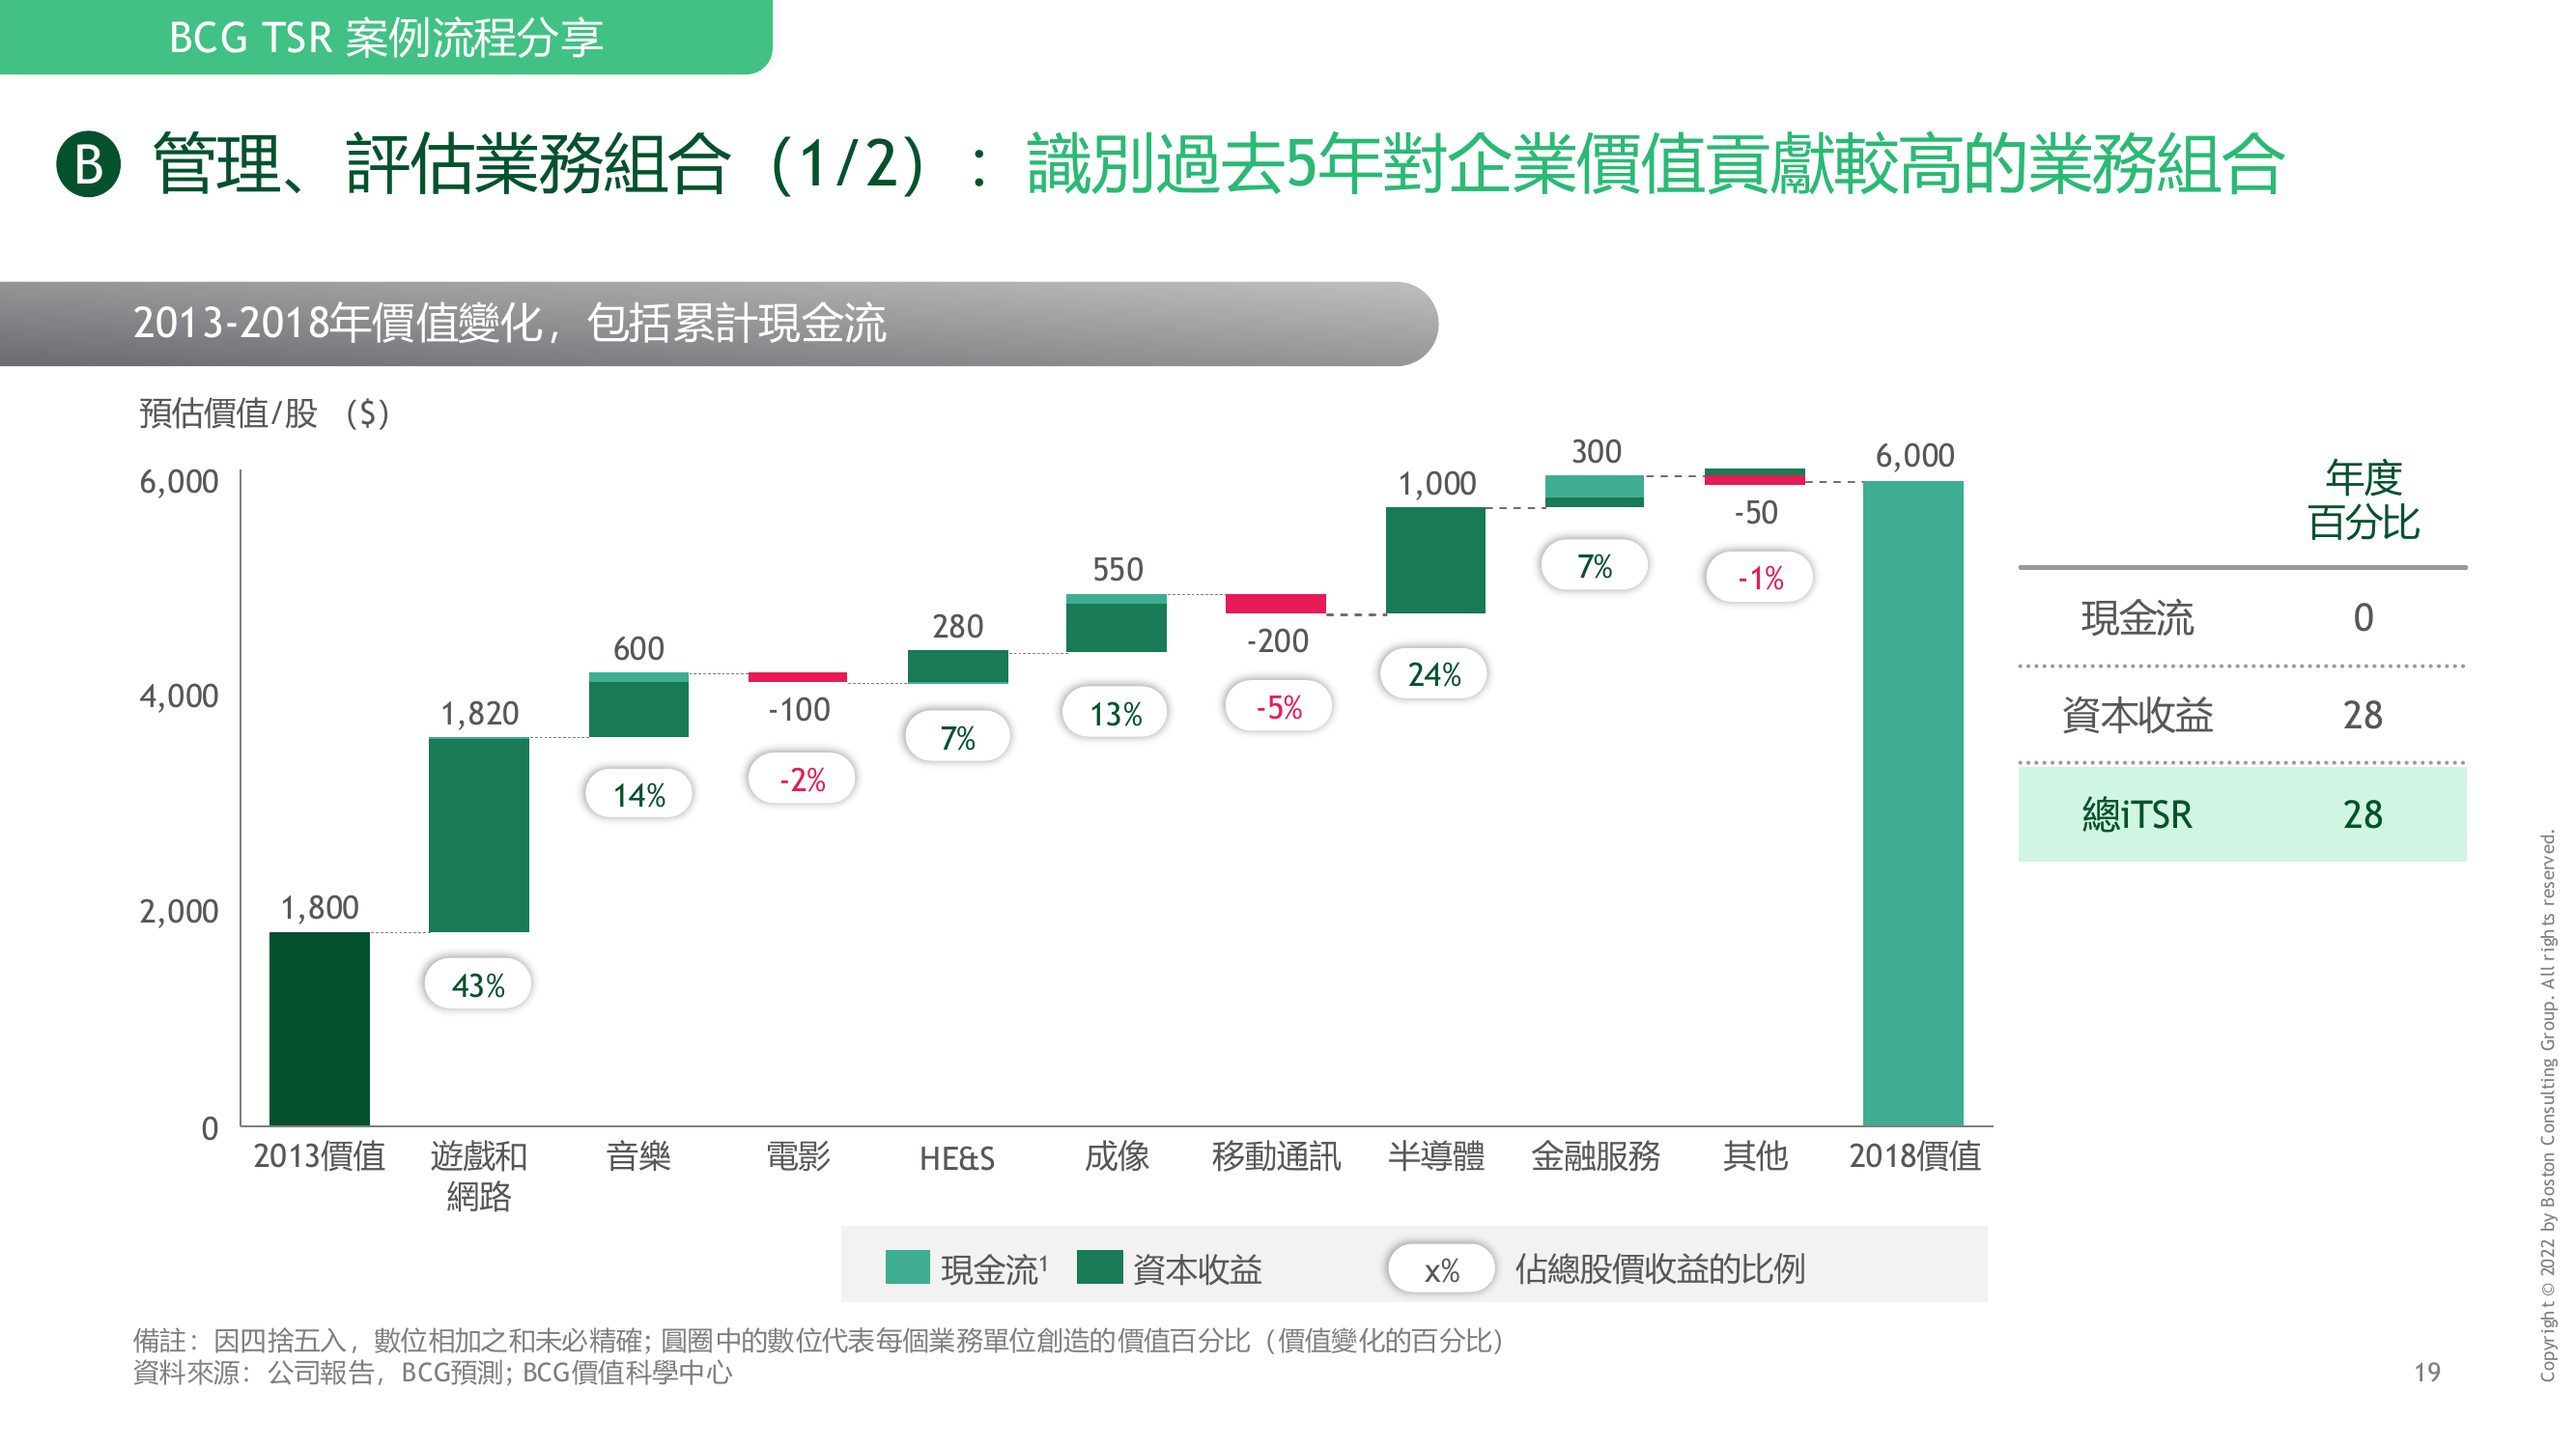 BCG TSR 案例流程分享
B 管理、評估業務組合（1/2）：識別過去5年對企業價值貢獻較高的業務組合
2013-2018年價值變化，包括累計現金流
預估價值/股 （$）
6,000
4,000
2,000
0
1,800
1,820
600
-100
280
550
-200
1,000
300
-50
6,000
43%
14%
-2%
7%
13%
-5%
24%
7%
-1%
2013價值
遊戲和
網路
音樂
電影
HE&S
成像
移動通訊
半導體
金融服務
其他
2018價值
年度
百分比
現金流 0
資本收益 28
總iTSR 28
現金流¹ 資本收益 x% 佔總股價收益的比例
備註：因四捨五入，數位相加之和未必精確；圓圈中的數位代表每個業務單位創造的價值百分比（價值變化的百分比）
資料來源：公司報告，BCG預測；BCG價值科學中心
19
Copyright © 2022 by Boston Consulting Group. All rights reserved.